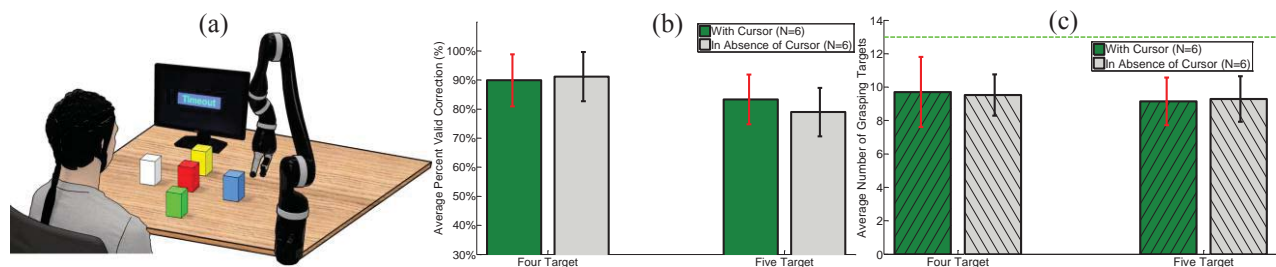 (a)
Timeout
(b)
With Cursor (N=6)
In Absence of Cursor (N=6)
Average Percent Valid Correction (%)
100%
90%
80%
70%
60%
50%
40%
30%
Four Target
Five Target
(c)
With Cursor (N=6)
In Absence of Cursor (N=6)
Average Number of Grasping Targets
14
12
10
8
6
4
2
0
Four Target
Five Target